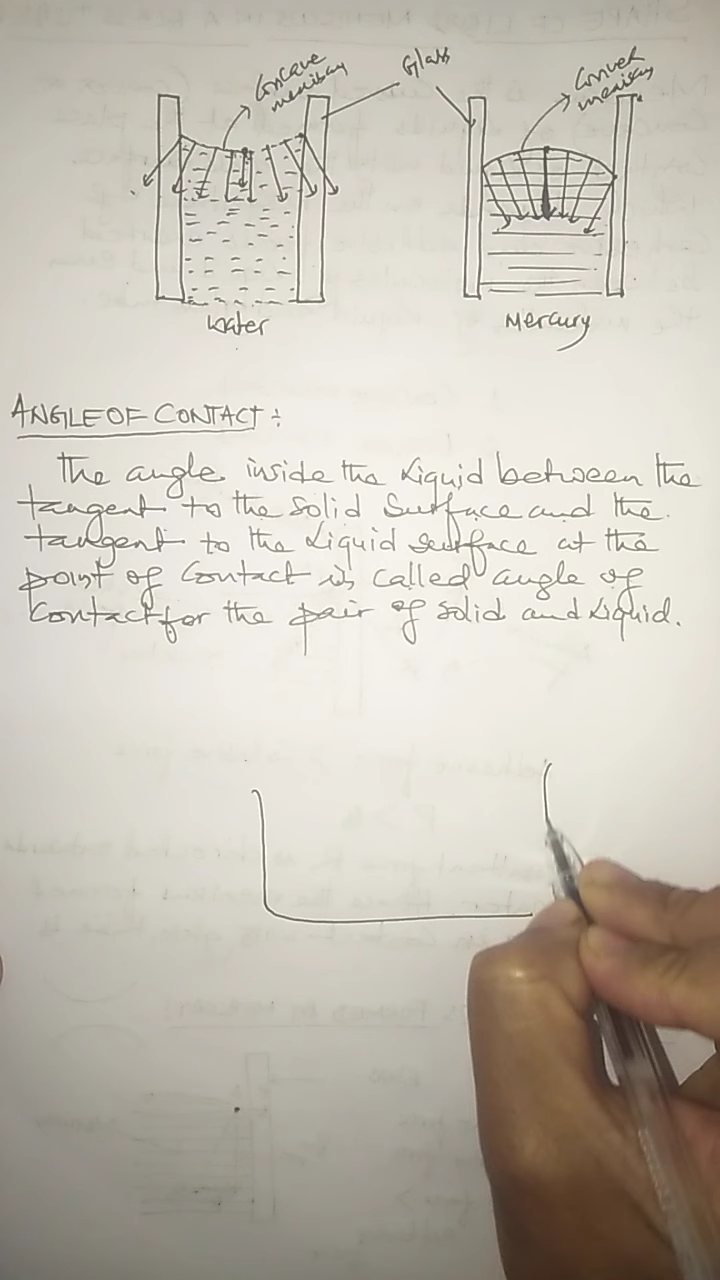 Concave
meniscus
Glass
Convex
meniscus
Water
Mercury
ANGLE OF CONTACT :
The angle inside the Liquid between the
tangent to the Solid Surface and the
tangent to the Liquid surface at the
point of Contact is called angle of
Contact for the pair of solid and Liquid.